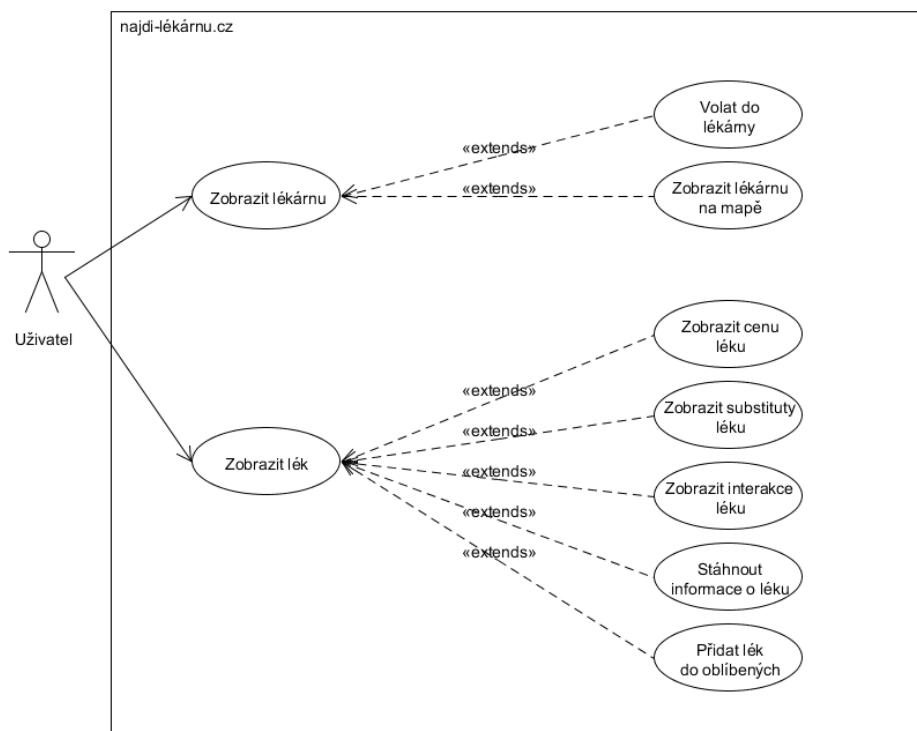 najdi-lékárnu.cz
Volat do
lékárny
«extends»
Zobrazit lékárnu
«extends»
Zobrazit lékárnu
na mapě
Uživatel
Zobrazit cenu
léku
«extends»
Zobrazit substituty
léku
«extends»
Zobrazit lék
«extends»
Zobrazit interakce
léku
«extends»
Stáhnout
informace o léku
«extends»
Přidat lék
do oblíbených